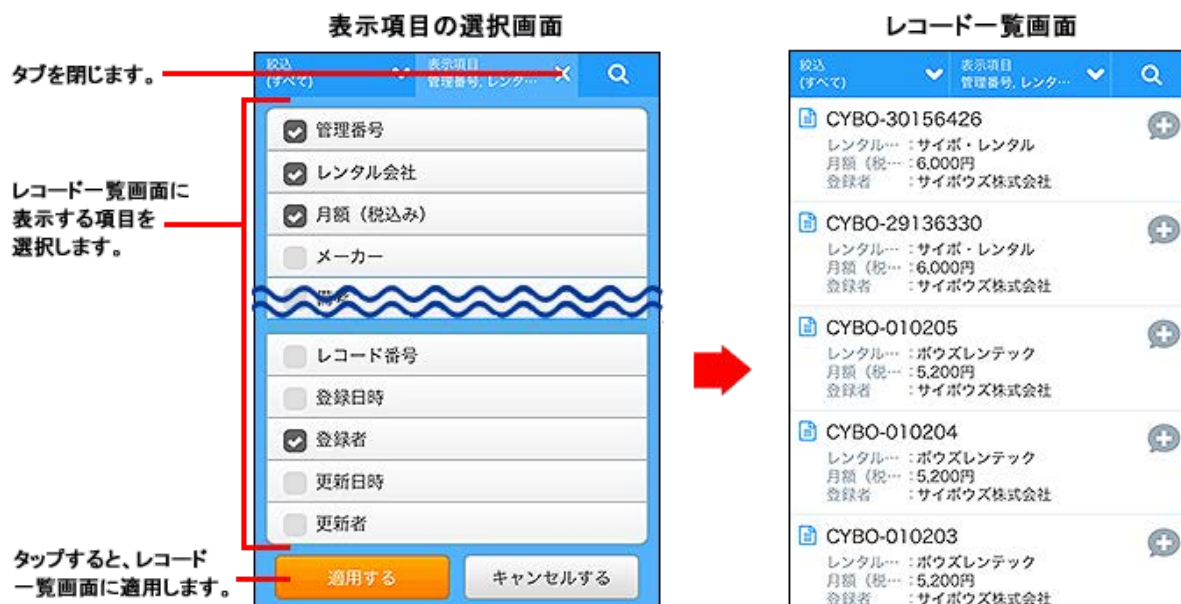 表示項目の選択画面
タブを閉じます。
レコード一覧画面に
表示する項目を
選択します。
タップすると、レコード
一覧画面に適用します。
絞込
(すべて)
表示項目
管理番号, レンタ…
管理番号
レンタル会社
月額（税込み）
メーカー
レコード番号
登録日時
登録者
更新日時
更新者
適用する
キャンセルする
レコード一覧画面
絞込
(すべて)
表示項目
管理番号, レンタ…
CYBO-30156426
レンタル… : サイボ・レンタル
月額（税… : 6,000円
登録者 : サイボウズ株式会社
CYBO-29136330
レンタル… : サイボ・レンタル
月額（税… : 6,000円
登録者 : サイボウズ株式会社
CYBO-010205
レンタル… : ボウズレンテック
月額（税… : 5,200円
登録者 : サイボウズ株式会社
CYBO-010204
レンタル… : ボウズレンテック
月額（税… : 5,200円
登録者 : サイボウズ株式会社
CYBO-010203
レンタル… : ボウズレンテック
月額（税… : 5,200円
登録者 : サイボウズ株式会社